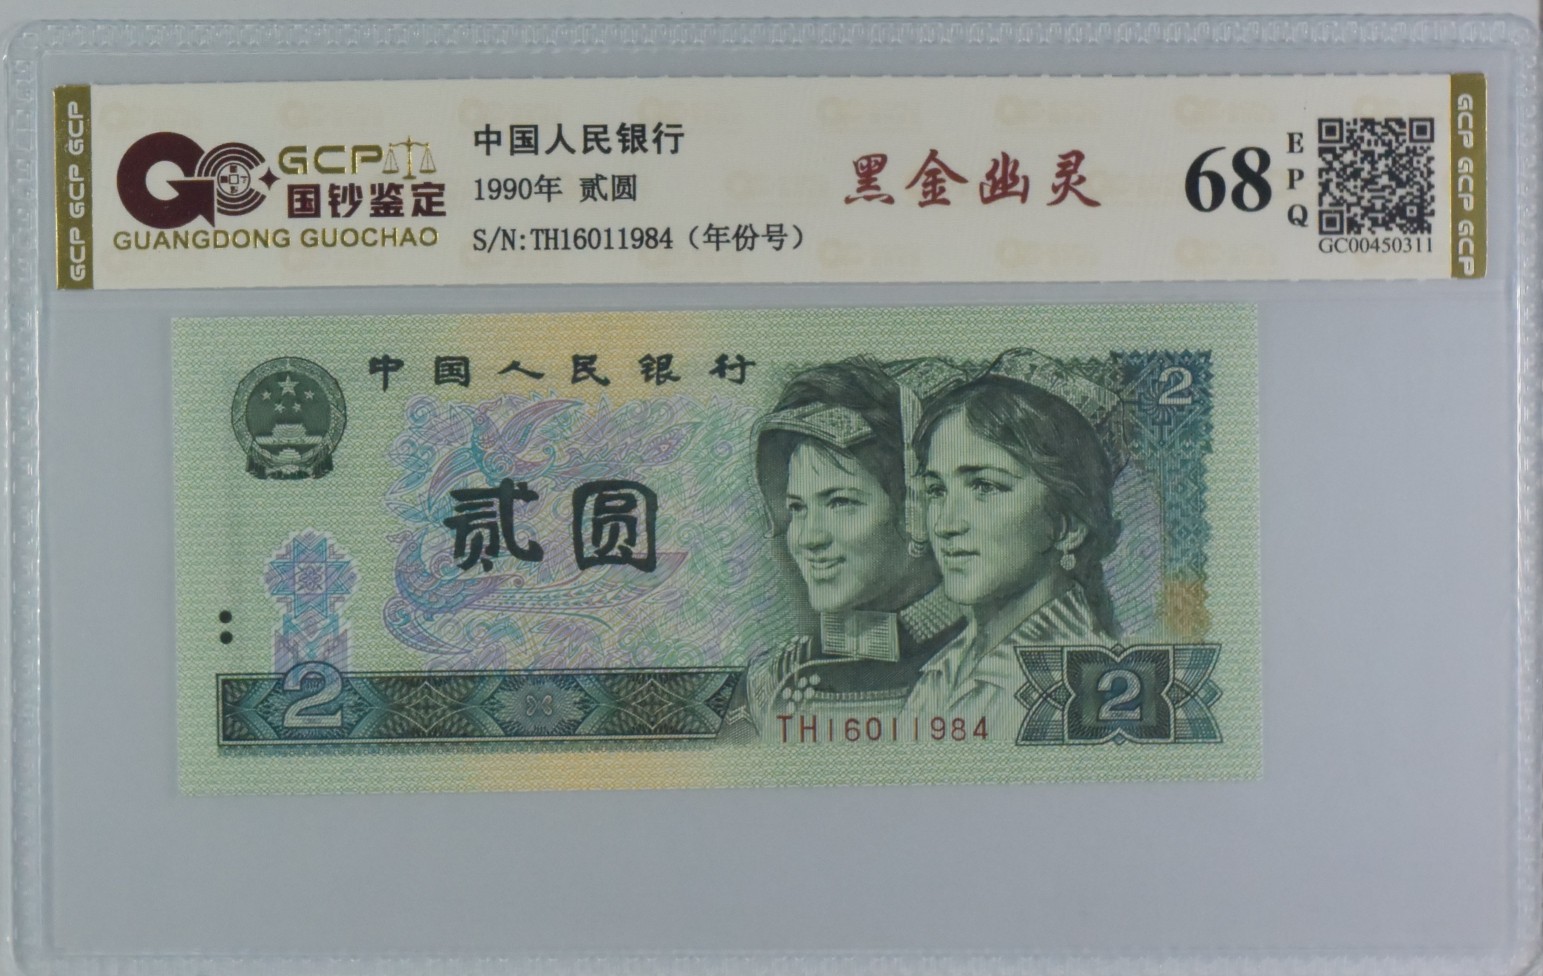 GCP GCP GCP
GCP
国钞鉴定
GUANGDONG GUOCHAO
中国人民银行
1990年 贰圆
S/N:TH16011984（年份号）
黑金幽灵
68
EPQ
GC00450311
GCP GCP GCP
中国人民银行
2
贰圆
2
TH16011984
2